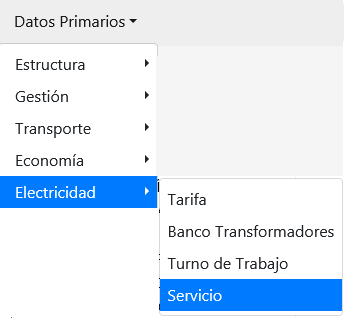 Datos Primarios
Estructura
Gestión
Transporte
Economía
Electricidad
Tarifa
Banco Transformadores
Turno de Trabajo
Servicio